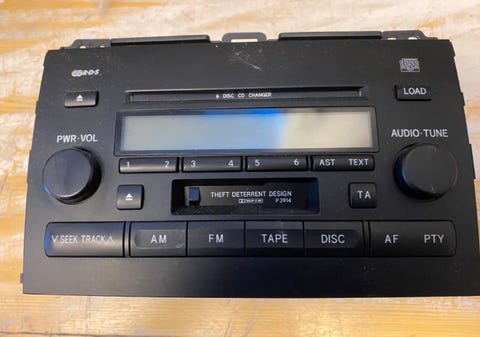 R·D·S
6 DISC CD CHANGER
LOAD
PWR·VOL
AUDIO·TUNE
1 2 3 4 5 6 AST TEXT
THEFT DETERRENT DESIGN
P2914
TA
∨ SEEK TRACK ∧ AM FM TAPE DISC AF PTY